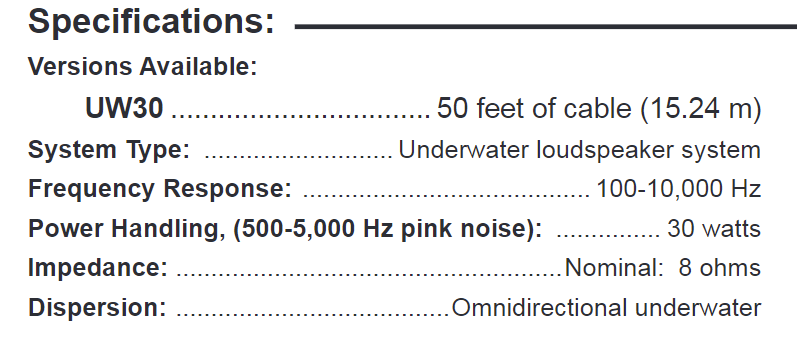 Specifications:
Versions Available:
UW30 ................................. 50 feet of cable (15.24 m)
System Type: ........................... Underwater loudspeaker system
Frequency Response: ......................................... 100-10,000 Hz
Power Handling, (500-5,000 Hz pink noise): ............... 30 watts
Impedance: .......................................................Nominal: 8 ohms
Dispersion: .......................................Omnidirectional underwater